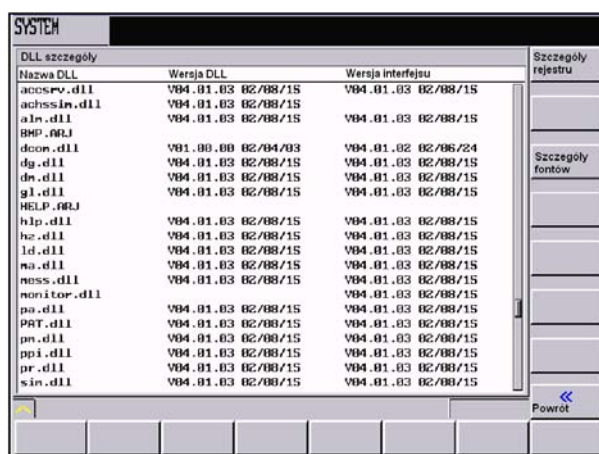 SYSTEM
DLL szczegóły
Nazwa DLL Wersja DLL Wersja interfejsu
accsrv.dll V04.01.03 02/08/15 V04.01.03 02/08/15
achssim.dll V04.01.03 02/08/15
alm.dll V04.01.03 02/08/15 V04.01.03 02/08/15
BMP.ARJ
dcom.dll V01.00.00 02/04/03 V04.01.02 02/06/24
dg.dll V04.01.03 02/08/15 V04.01.03 02/08/15
dm.dll V04.01.03 02/08/15 V04.01.03 02/08/15
gl.dll V04.01.03 02/08/15 V04.01.03 02/08/15
HELP.ARJ
hlp.dll V04.01.03 02/08/15 V04.01.03 02/08/15
hz.dll V04.01.03 02/08/15 V04.01.03 02/08/15
ld.dll V04.01.03 02/08/15 V04.01.03 02/08/15
ma.dll V04.01.03 02/08/15 V04.01.03 02/08/15
mess.dll V04.01.03 02/08/15 V04.01.03 02/08/15
monitor.dll V04.01.03 02/08/15
pa.dll V04.01.03 02/08/15 V04.01.03 02/08/15
PAT.dll V04.01.03 02/08/15 V04.01.03 02/08/15
pm.dll V04.01.03 02/08/15 V04.01.03 02/08/15
ppi.dll V04.01.03 02/08/15 V04.01.03 02/08/15
pr.dll V04.01.03 02/08/15 V04.01.03 02/08/15
sim.dll V04.01.03 02/08/15 V04.01.03 02/08/15
Szczegóły
rejestru
Szczegóły
fontów
«
Powrót